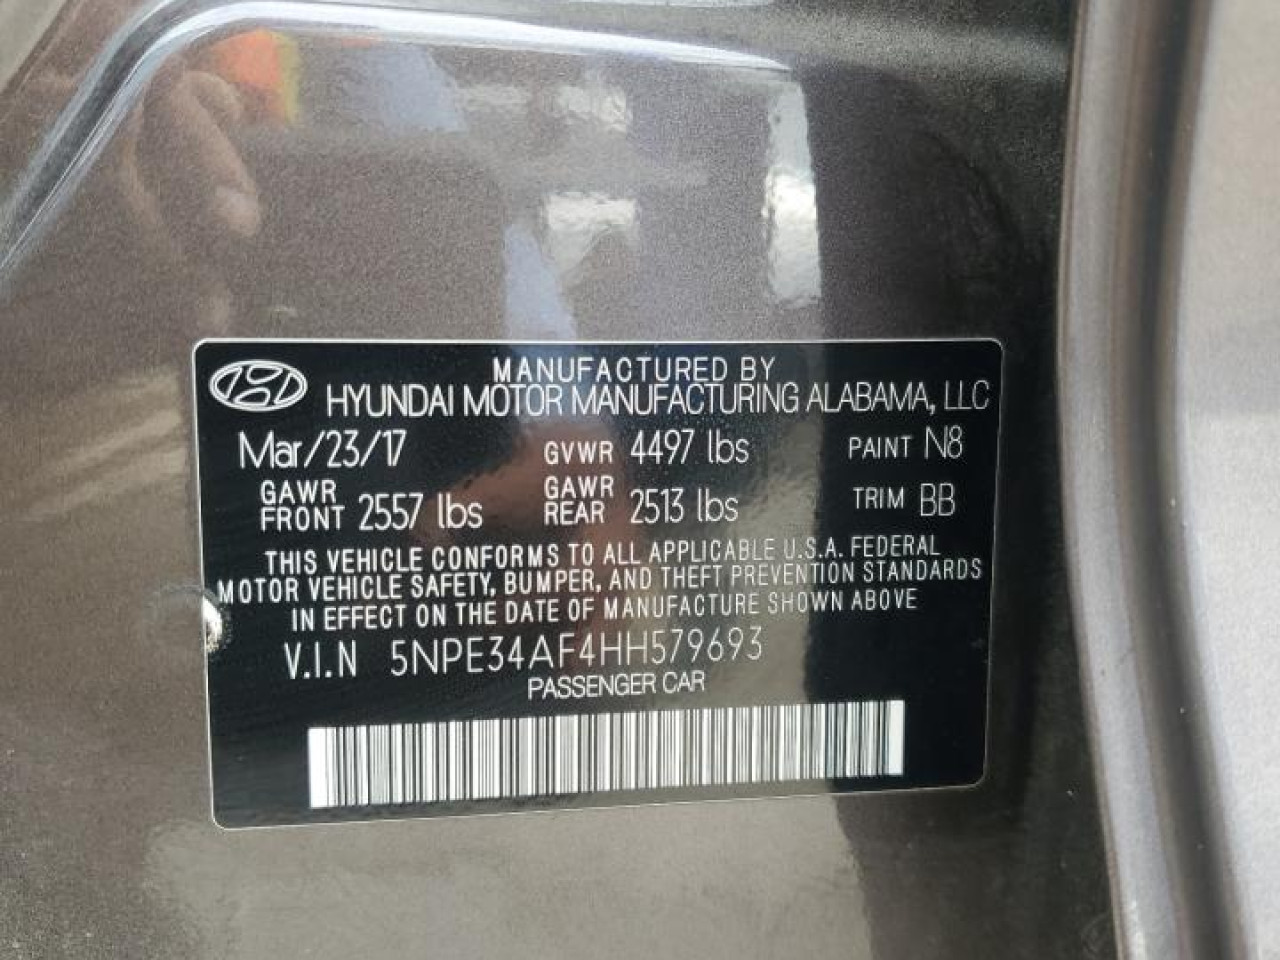 MANUFACTURED BY
HYUNDAI MOTOR MANUFACTURING ALABAMA, LLC
Mar/23/17 GVWR 4497 lbs PAINT N8
GAWR FRONT 2557 lbs GAWR REAR 2513 lbs TRIM BB
THIS VEHICLE CONFORMS TO ALL APPLICABLE U.S.A. FEDERAL
MOTOR VEHICLE SAFETY, BUMPER, AND THEFT PREVENTION STANDARDS
IN EFFECT ON THE DATE OF MANUFACTURE SHOWN ABOVE
V.I.N 5NPE34AF4HH579693
PASSENGER CAR